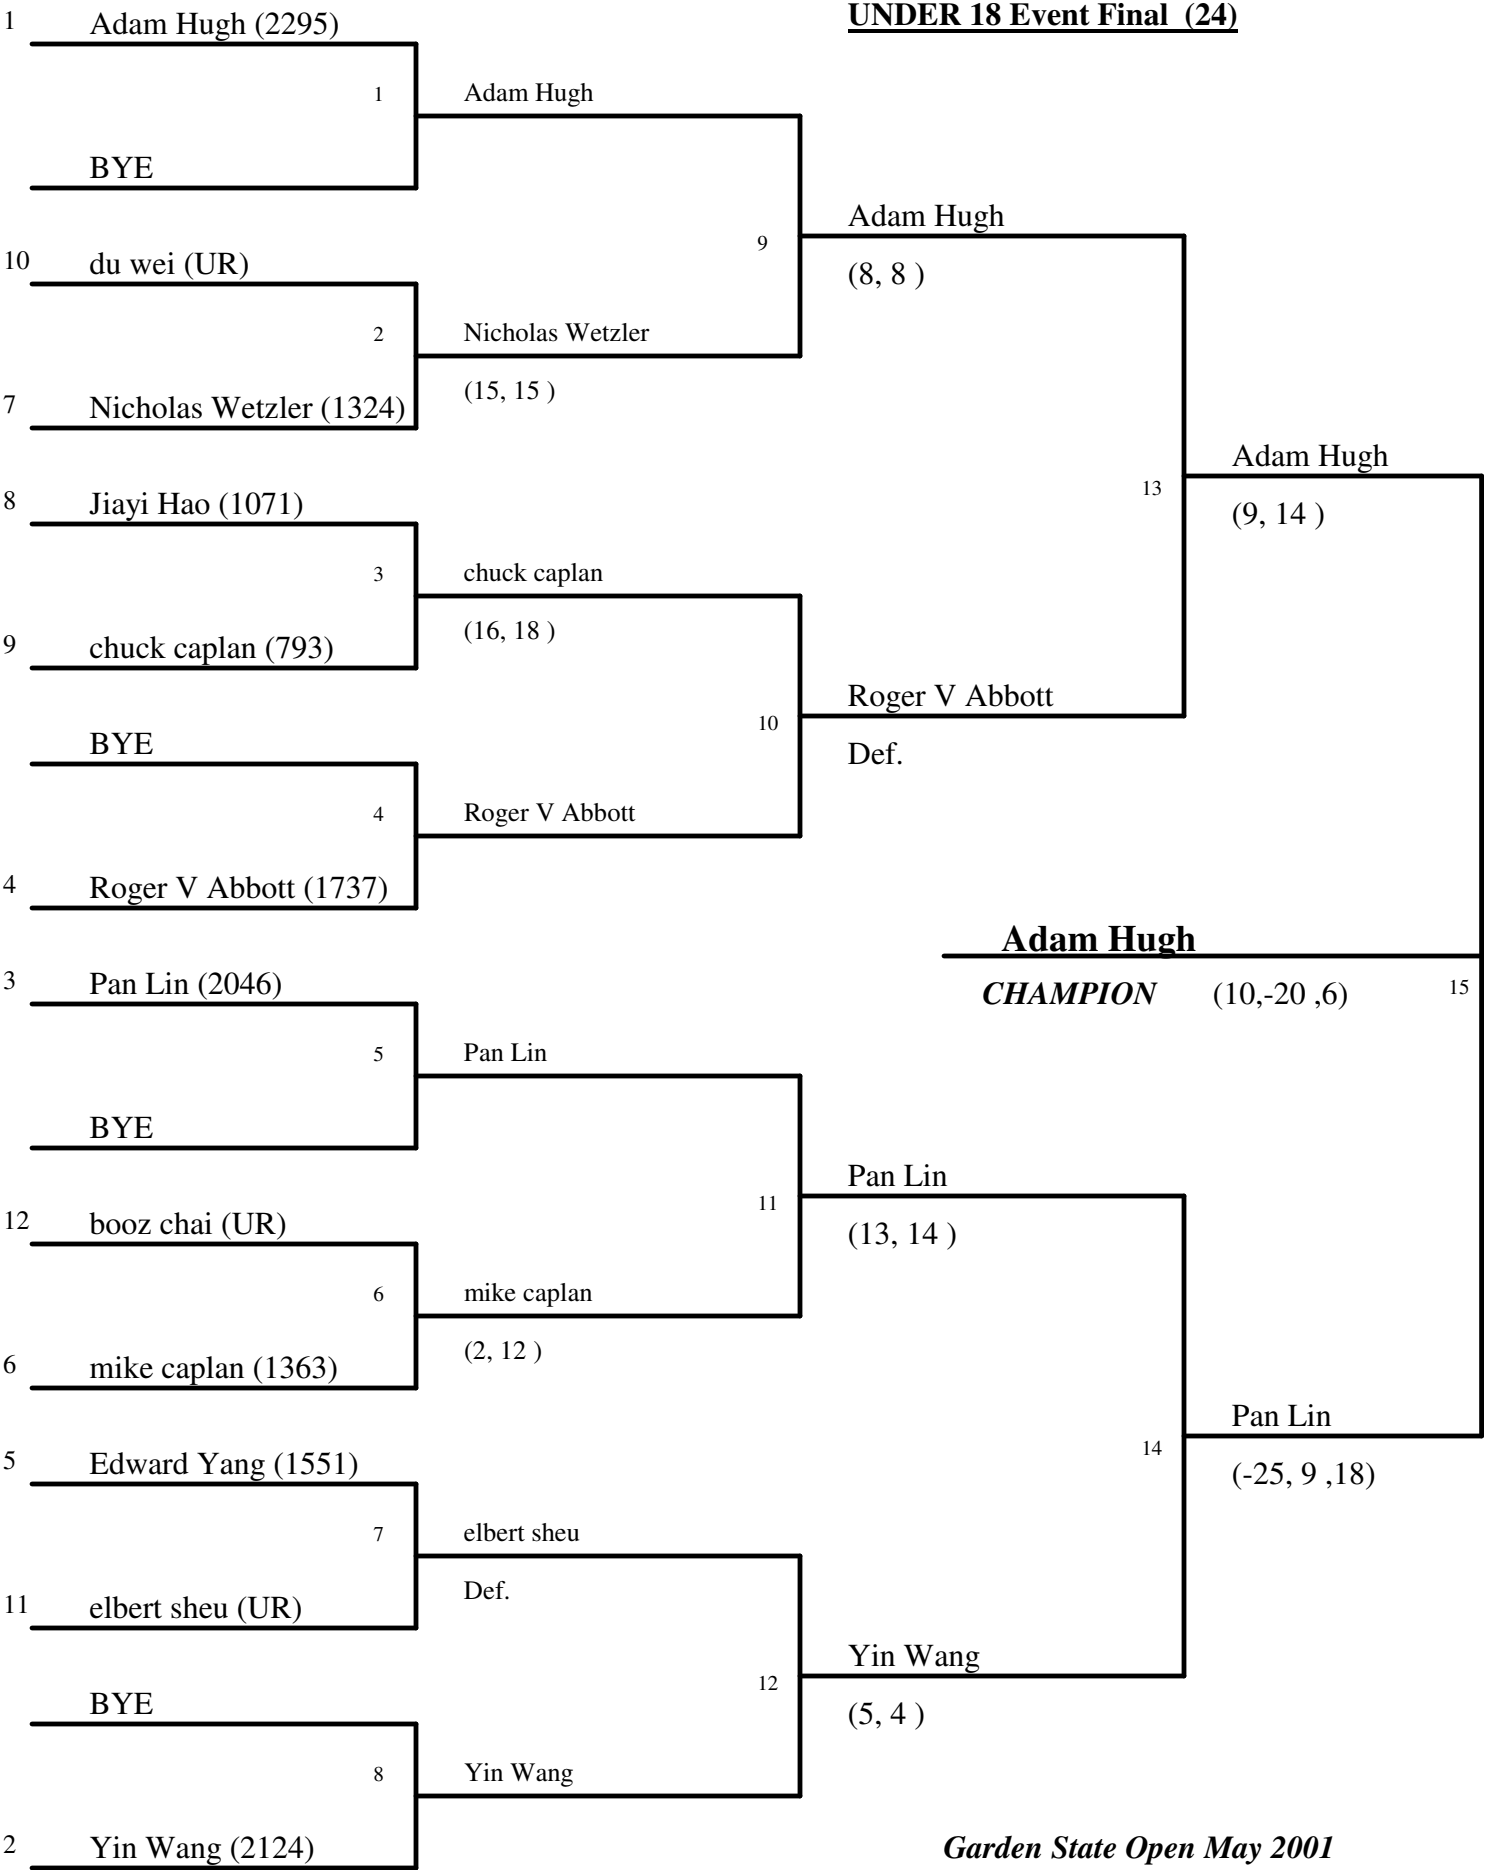 UNDER 18 Event Final (24)
1 Adam Hugh (2295)
1 Adam Hugh
BYE
Adam Hugh
9
(8, 8 )
10 du wei (UR)
2 Nicholas Wetzler
(15, 15 )
7 Nicholas Wetzler (1324)
Adam Hugh
13
(9, 14 )
8 Jiayi Hao (1071)
3 chuck caplan
(16, 18 )
9 chuck caplan (793)
Roger V Abbott
10
Def.
BYE
4 Roger V Abbott
4 Roger V Abbott (1737)
Adam Hugh
CHAMPION (10,-20 ,6) 15
3 Pan Lin (2046)
5 Pan Lin
BYE
Pan Lin
11
(13, 14 )
12 booz chai (UR)
6 mike caplan
(2, 12 )
6 mike caplan (1363)
Pan Lin
14
(-25, 9 ,18)
5 Edward Yang (1551)
7 elbert sheu
Def.
11 elbert sheu (UR)
Yin Wang
12
(5, 4 )
BYE
8 Yin Wang
2 Yin Wang (2124)
Garden State Open May 2001